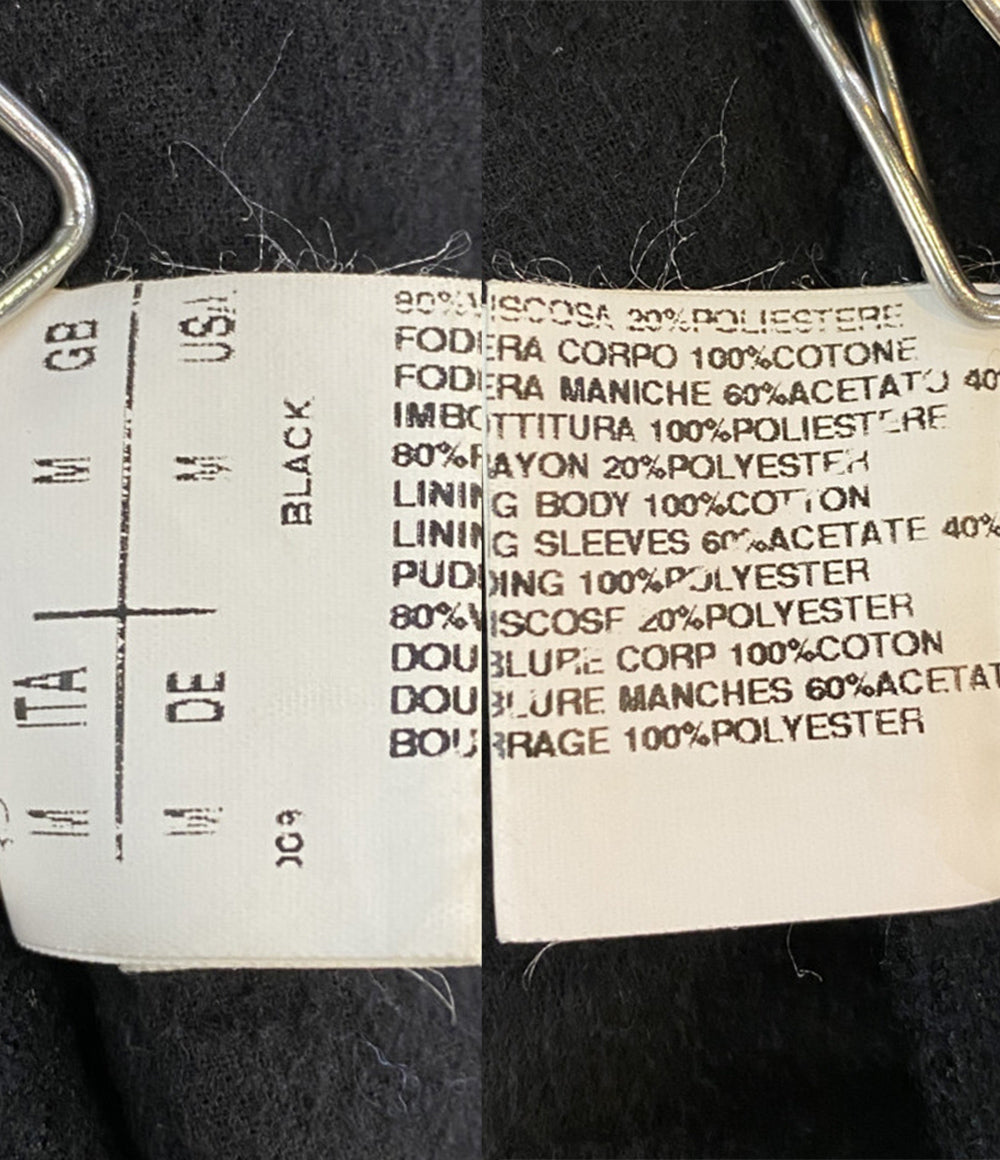 GB
USA
M
M
ITA
DE
M
M
BLACK
80%VISCOSA 20%POLIESTERE
FODERA CORPO 100%COTONE
FODERA MANICHE 60%ACETATO 40%
IMBOTTITURA 100%POLIESTERE
80%RAYON 20%POLYESTER
LINING BODY 100%COTTON
LINING SLEEVES 60%ACETATE 40%
PUDDING 100%POLYESTER
80%VISCOSE 20%POLYESTER
DOUBLURE CORP 100%COTON
DOUBLURE MANCHES 60%ACETAT
BOURRAGE 100%POLYESTER